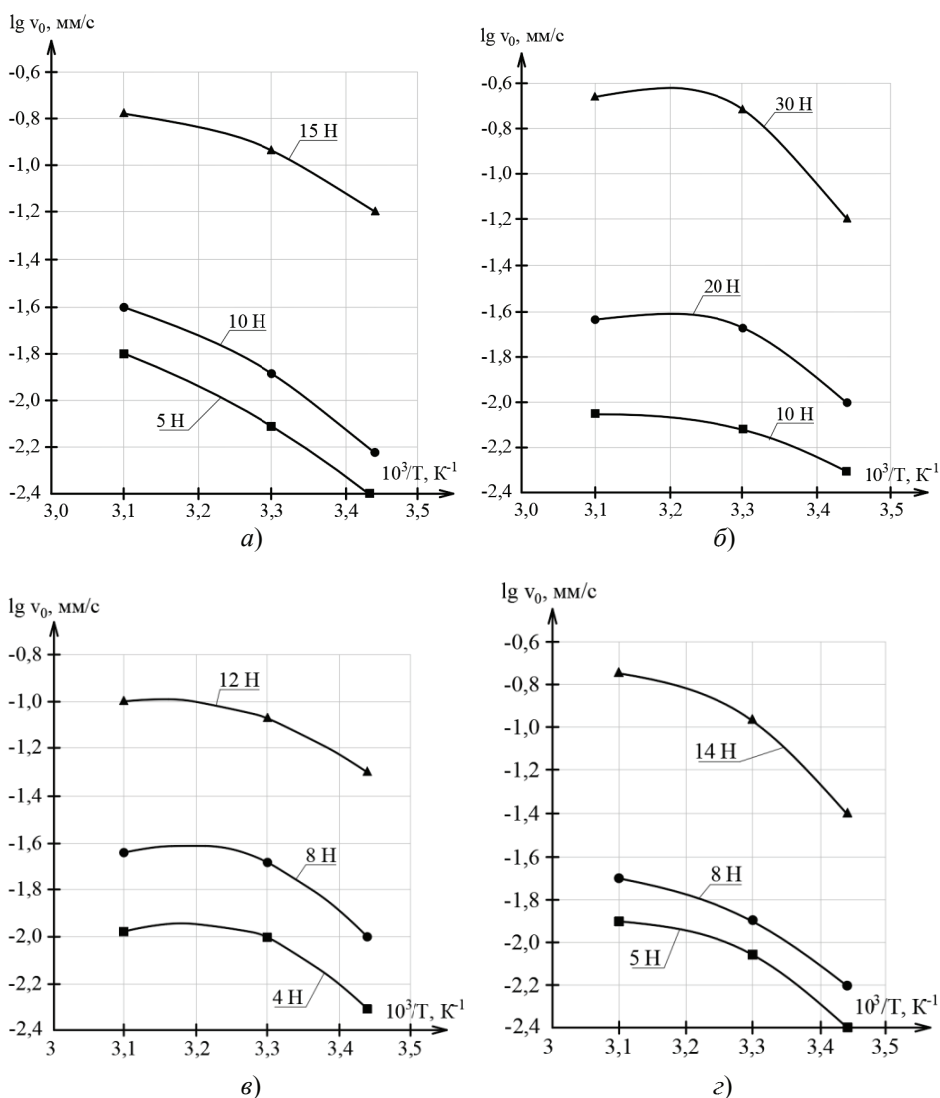 lg v₀, мм/с
-0,6
-0,8
-1,0
-1,2
-1,4
-1,6
-1,8
-2,0
-2,2
-2,4
15 Н
10 Н
5 Н
10³/T, К⁻¹
3,0 3,1 3,2 3,3 3,4 3,5
а)
lg v₀, мм/с
-0,6
-0,8
-1,0
-1,2
-1,4
-1,6
-1,8
-2,0
-2,2
-2,4
30 Н
20 Н
10 Н
10³/T, К⁻¹
3,0 3,1 3,2 3,3 3,4 3,5
б)
lg v₀, мм/с
-0,8
-1,0
-1,2
-1,4
-1,6
-1,8
-2,0
-2,2
-2,4
12 Н
8 Н
4 Н
10³/T, К⁻¹
3 3,1 3,2 3,3 3,4 3,5
в)
lg v₀, мм/с
-0,6
-0,8
-1,0
-1,2
-1,4
-1,6
-1,8
-2,0
-2,2
-2,4
14 Н
8 Н
5 Н
10³/T, К⁻¹
3 3,1 3,2 3,3 3,4 3,5
г)